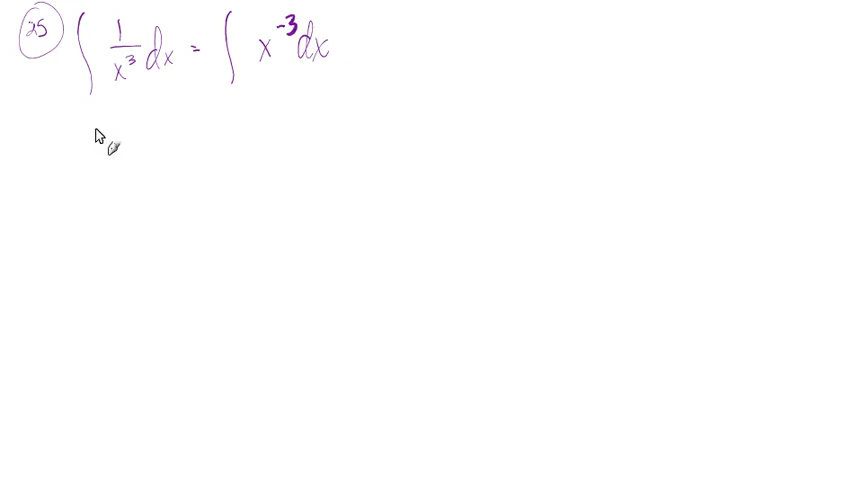 25 ∫ 1/x³ dx = ∫ x⁻³ dx